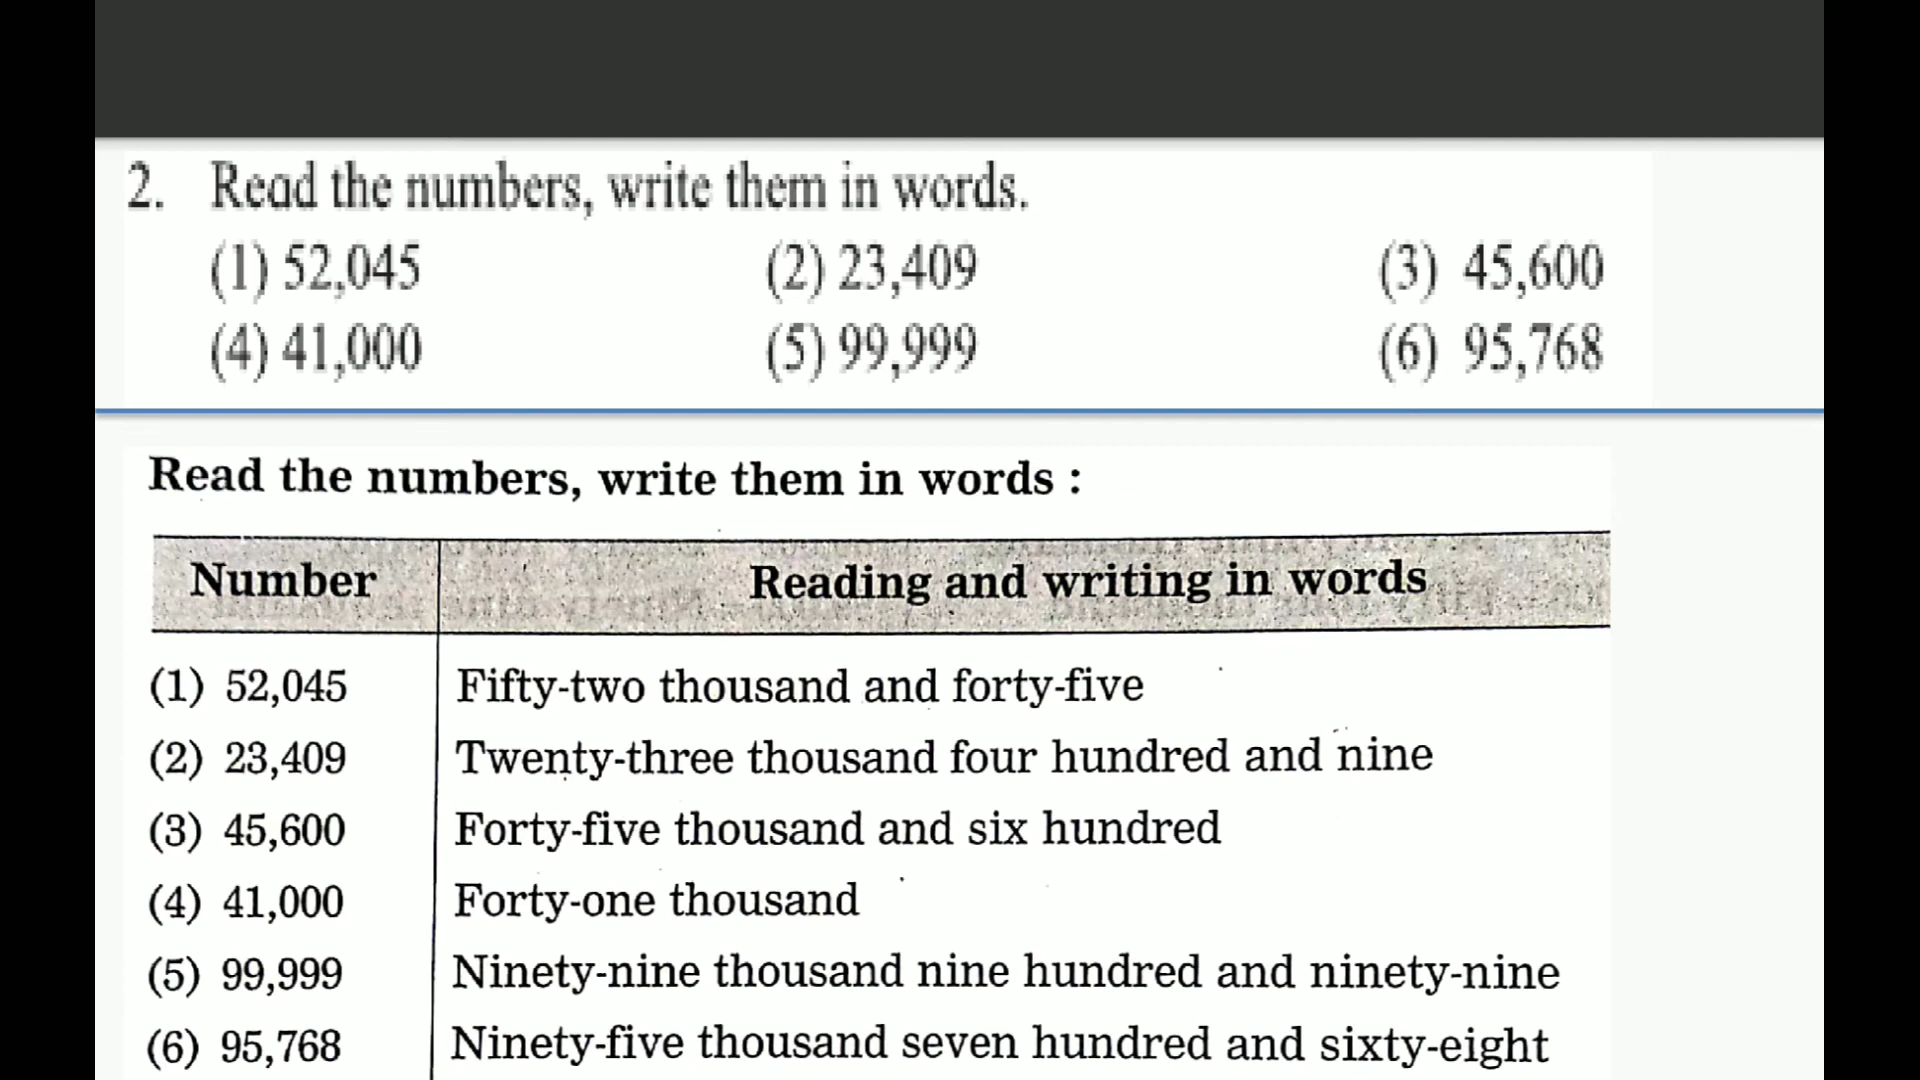 2. Read the numbers, write them in words.
(1) 52,045 (2) 23,409 (3) 45,600
(4) 41,000 (5) 99,999 (6) 95,768
Read the numbers, write them in words :
Number Reading and writing in words
(1) 52,045 Fifty-two thousand and forty-five
(2) 23,409 Twenty-three thousand four hundred and nine
(3) 45,600 Forty-five thousand and six hundred
(4) 41,000 Forty-one thousand
(5) 99,999 Ninety-nine thousand nine hundred and ninety-nine
(6) 95,768 Ninety-five thousand seven hundred and sixty-eight